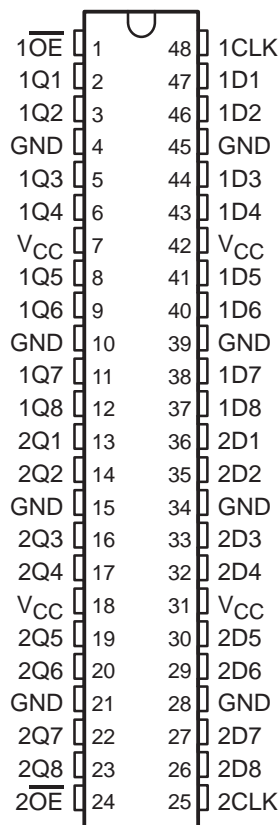 1O̅E̅ 1 48 1CLK
1Q1 2 47 1D1
1Q2 3 46 1D2
GND 4 45 GND
1Q3 5 44 1D3
1Q4 6 43 1D4
VCC 7 42 VCC
1Q5 8 41 1D5
1Q6 9 40 1D6
GND 10 39 GND
1Q7 11 38 1D7
1Q8 12 37 1D8
2Q1 13 36 2D1
2Q2 14 35 2D2
GND 15 34 GND
2Q3 16 33 2D3
2Q4 17 32 2D4
VCC 18 31 VCC
2Q5 19 30 2D5
2Q6 20 29 2D6
GND 21 28 GND
2Q7 22 27 2D7
2Q8 23 26 2D8
2O̅E̅ 24 25 2CLK